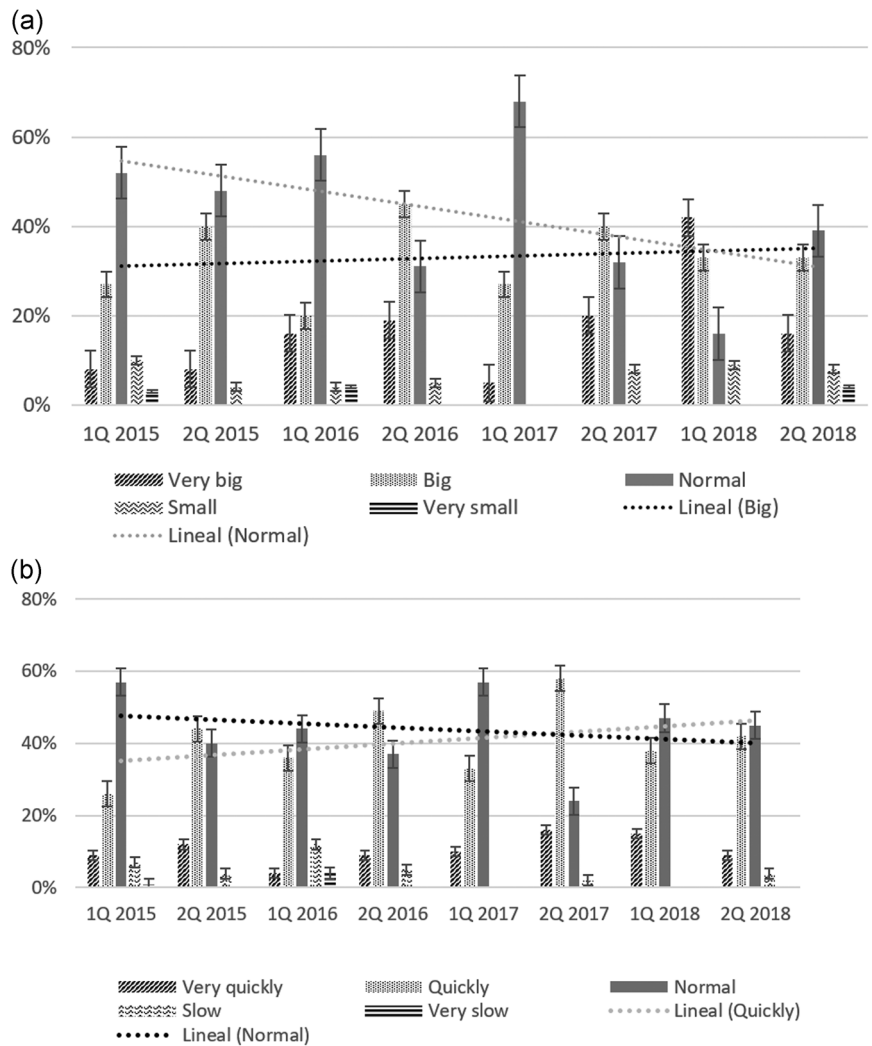 (a)
80%
60%
40%
20%
0%
1Q 2015 2Q 2015 1Q 2016 2Q 2016 1Q 2017 2Q 2017 1Q 2018 2Q 2018
Very big Big Normal
Small Very small Lineal (Big)
Lineal (Normal)
(b)
80%
60%
40%
20%
0%
1Q 2015 2Q 2015 1Q 2016 2Q 2016 1Q 2017 2Q 2017 1Q 2018 2Q 2018
Very quickly Quickly Normal
Slow Very slow Lineal (Quickly)
Lineal (Normal)